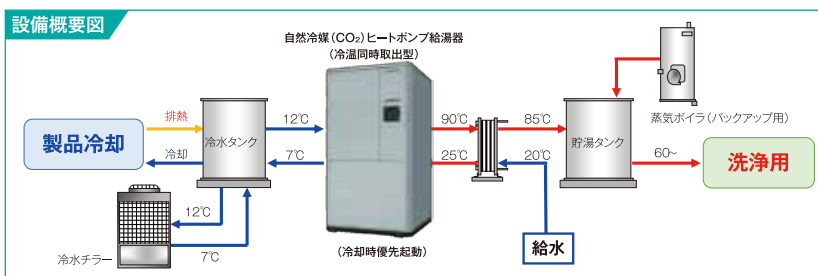 設備概要図
自然冷媒（CO₂）ヒートポンプ給湯器
（冷温同時取出型）
排熱
12℃
90℃
85℃
蒸気ボイラ（バックアップ用）
製品冷却
冷水タンク
貯湯タンク
冷却
7℃
25℃
20℃
60~
洗浄用
12℃
冷水チラー
7℃
（冷却時優先起動）
給水